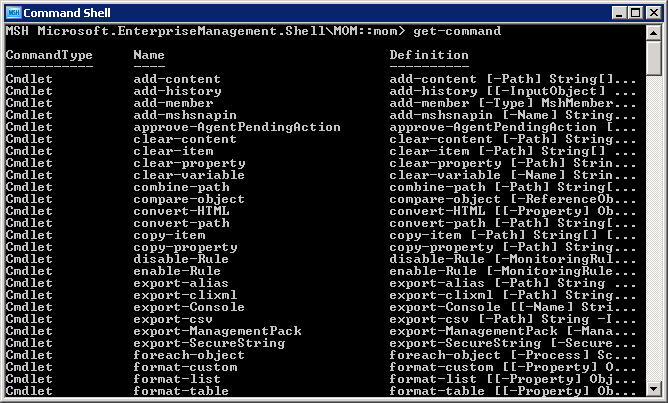 Command Shell
MSH Microsoft.EnterpriseManagement.Shell\MOM::mom> get-command
CommandType Name Definition
----------- ---- ----------
Cmdlet add-content add-content [-Path] String[]...
Cmdlet add-history add-history [[-InputObject] ...
Cmdlet add-member add-member [-Type] MshMember...
Cmdlet add-mshsnapin add-mshsnapin [-Name] String...
Cmdlet approve-AgentPendingAction approve-AgentPendingAction [...
Cmdlet clear-content clear-content [-Path] String...
Cmdlet clear-item clear-item [-Path] String[] ...
Cmdlet clear-property clear-property [-Path] Strin...
Cmdlet clear-variable clear-variable [-Name] Strin...
Cmdlet combine-path combine-path [-Path] String[...
Cmdlet compare-object compare-object [-ReferenceOb...
Cmdlet convert-HTML convert-HTML [[-Property] Ob...
Cmdlet convert-path convert-path [-Path] String[...
Cmdlet copy-item copy-item [-Path] String[] [...
Cmdlet copy-property copy-property [-Path] String...
Cmdlet disable-Rule disable-Rule [-MonitoringRul...
Cmdlet enable-Rule enable-Rule [-MonitoringRule...
Cmdlet export-alias export-alias [-Path] String ...
Cmdlet export-clixml export-clixml [-Path] String...
Cmdlet export-Console export-Console [[-Name] Stri...
Cmdlet export-csv export-csv [-Path] String -I...
Cmdlet export-ManagementPack export-ManagementPack [-Mana...
Cmdlet export-SecureString export-SecureString [-Secure...
Cmdlet foreach-object foreach-object [-Process] Sc...
Cmdlet format-custom format-custom [[-Property] O...
Cmdlet format-list format-list [[-Property] Obj...
Cmdlet format-table format-table [[-Property] Ob...